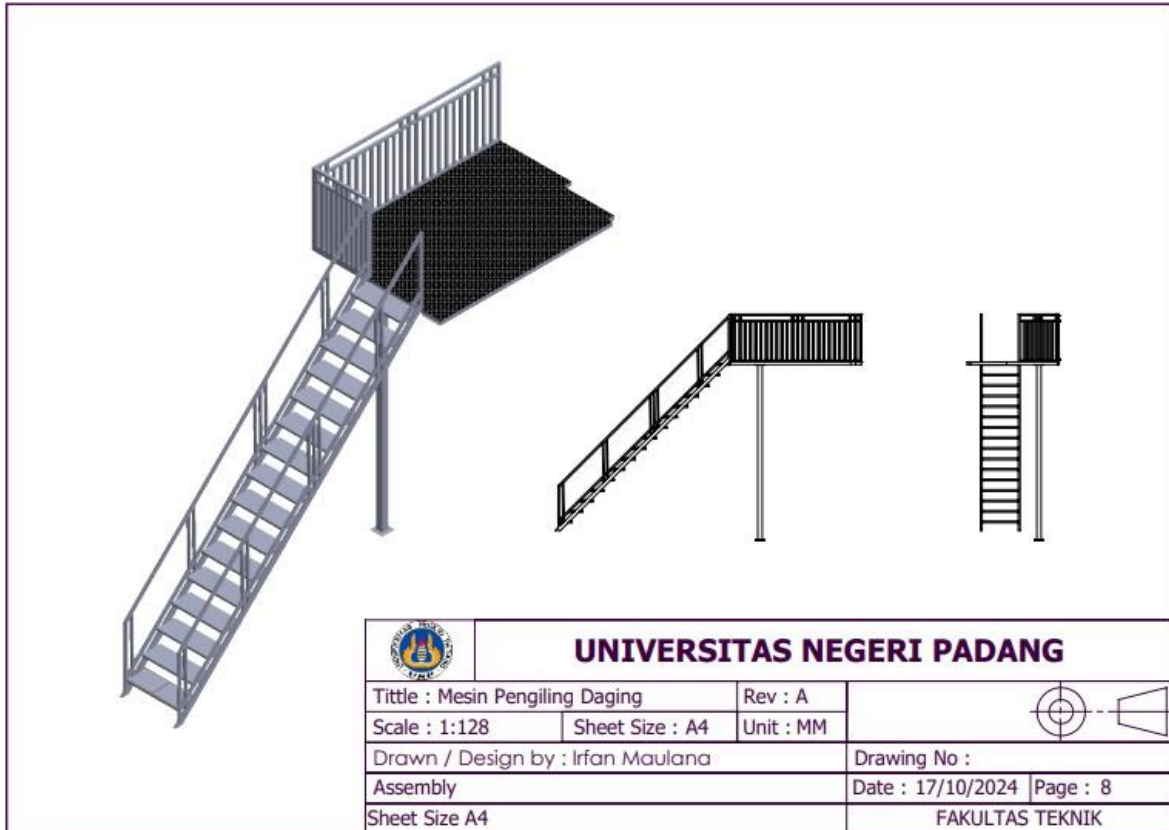 UNIVERSITAS NEGERI PADANG
Tittle : Mesin Pengiling Daging
Rev : A
Scale : 1:128
Sheet Size : A4
Unit : MM
Drawn / Design by : Irfan Maulana
Drawing No :
Assembly
Date : 17/10/2024
Page : 8
Sheet Size A4
FAKULTAS TEKNIK